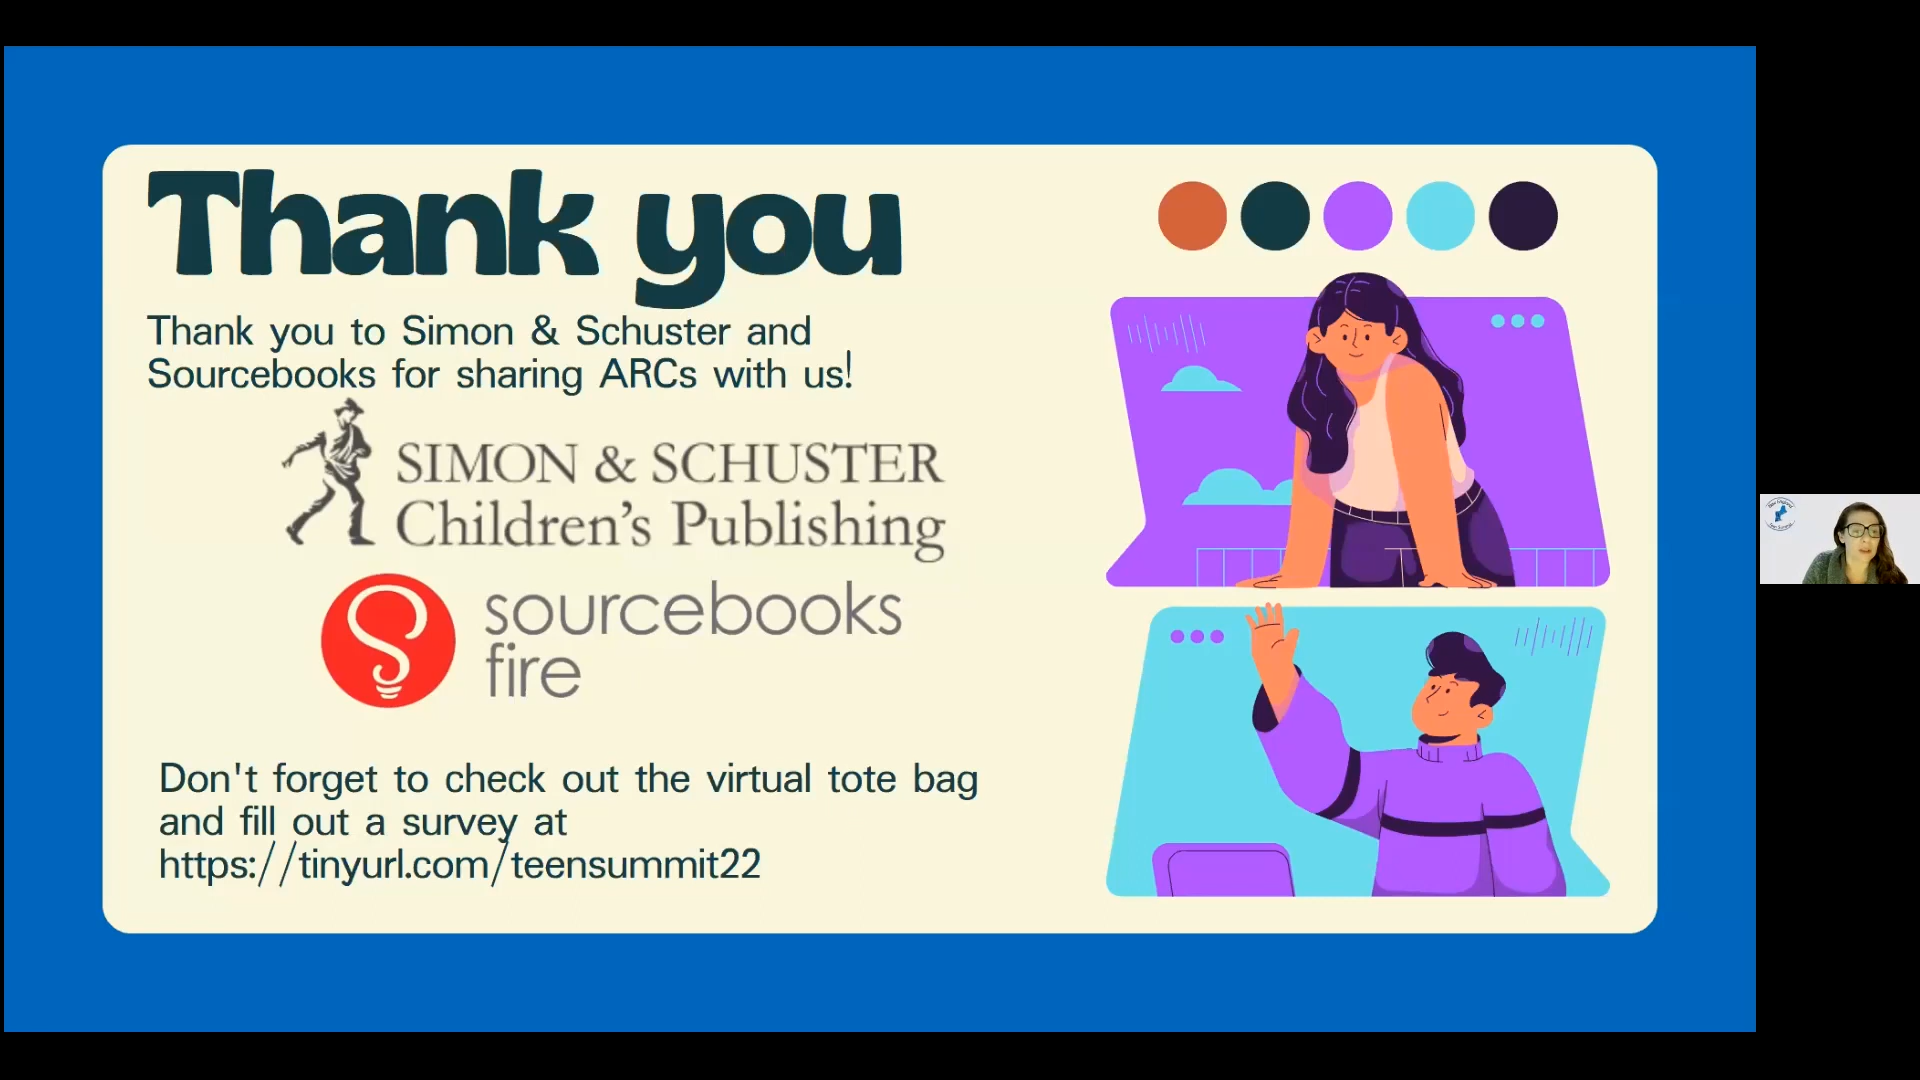 Thank you
Thank you to Simon & Schuster and
Sourcebooks for sharing ARCs with us!
SIMON & SCHUSTER
Children's Publishing
sourcebooks
fire
Don't forget to check out the virtual tote bag
and fill out a survey at
https://tinyurl.com/teensummit22